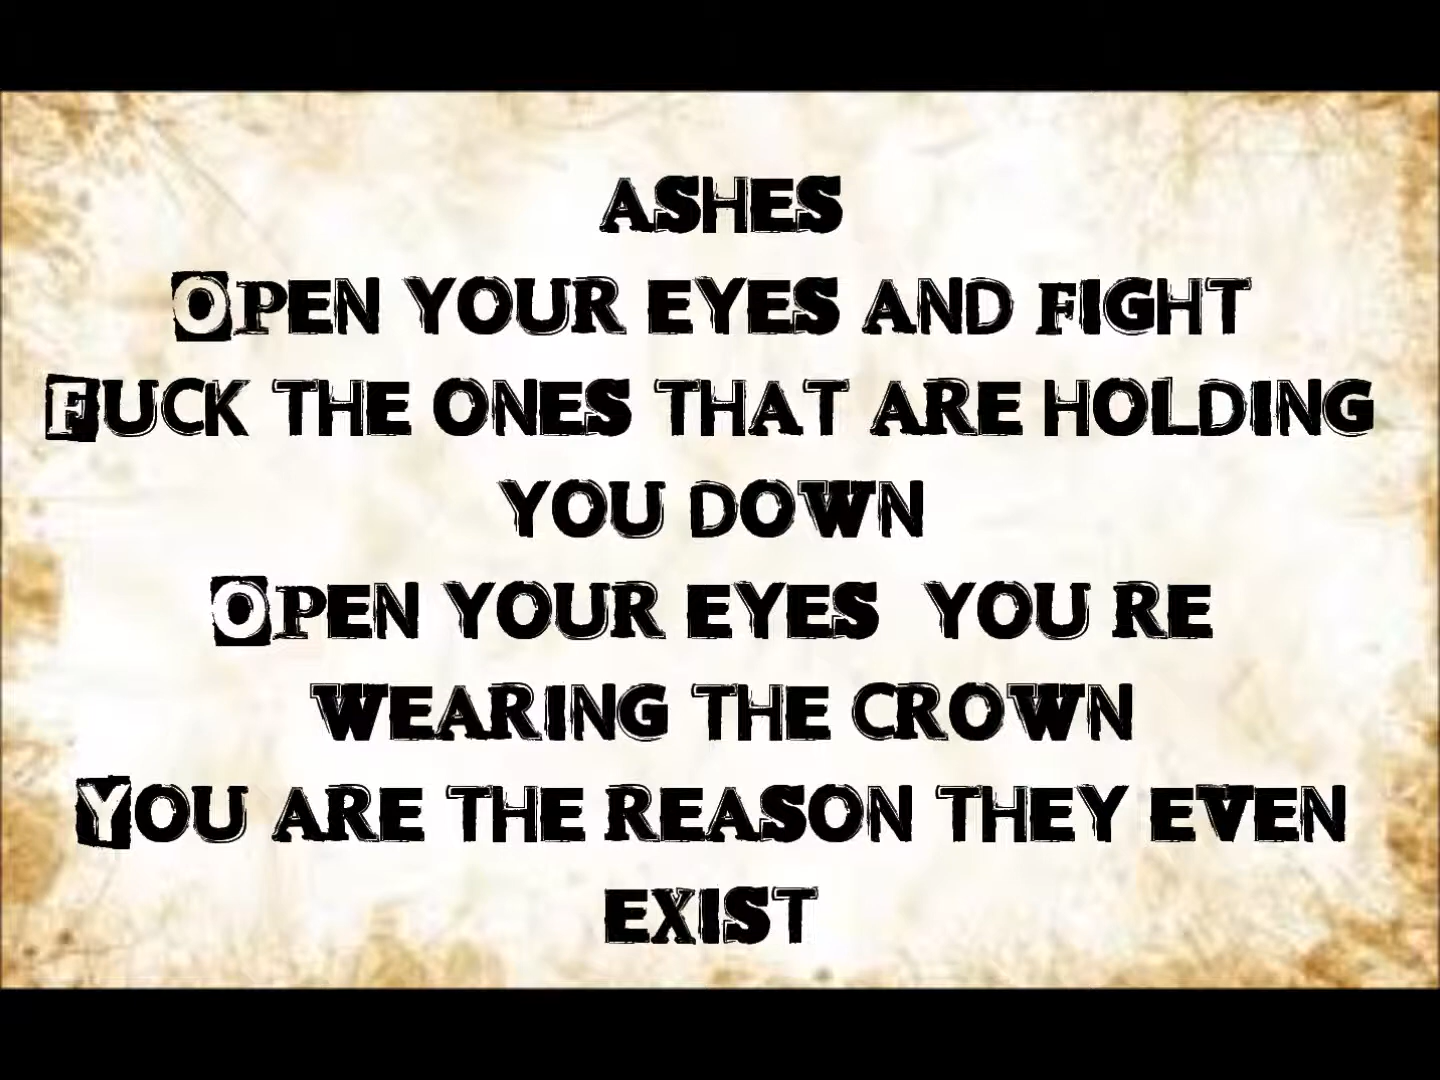 ASHES
OPEN YOUR EYES AND FIGHT
FUCK THE ONES THAT ARE HOLDING
YOU DOWN
OPEN YOUR EYES YOU RE
WEARING THE CROWN
YOU ARE THE REASON THEY EVEN
EXIST